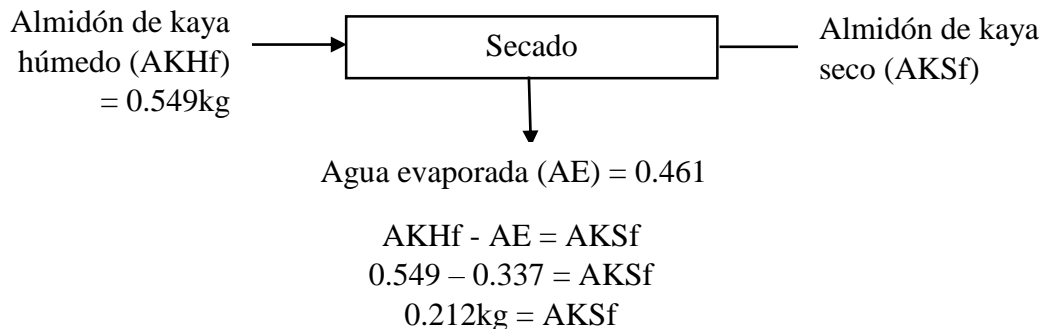 Almidón de kaya
húmedo (AKHf)
= 0.549kg
Secado
Almidón de kaya
seco (AKSf)
Agua evaporada (AE) = 0.461
AKHf - AE = AKSf
0.549 – 0.337 = AKSf
0.212kg = AKSf